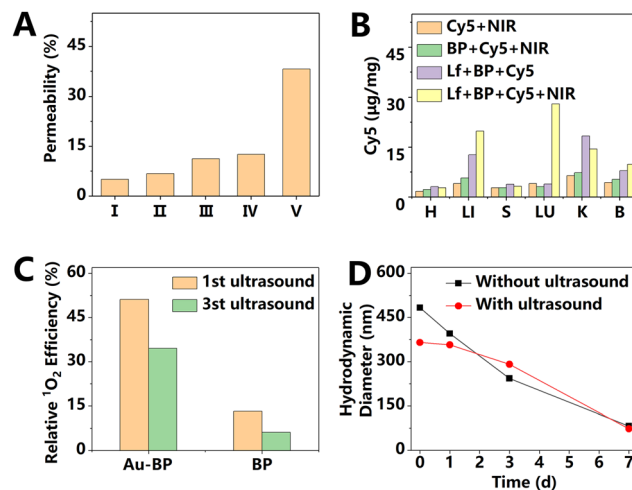 A
Permeability (%)
45
30
15
0
I II III IV V
B
Cy5 (μg/mg)
45
30
15
0
Cy5+NIR
BP+Cy5+NIR
Lf+BP+Cy5
Lf+BP+Cy5+NIR
H LI S LU K B
C
Relative ¹O₂ Efficiency (%)
60
45
30
15
0
1st ultrasound
3st ultrasound
Au-BP BP
D
Hydrodynamic
Diameter (nm)
600
450
300
150
0
Without ultrasound
With ultrasound
0 1 2 3 4 5 6 7
Time (d)